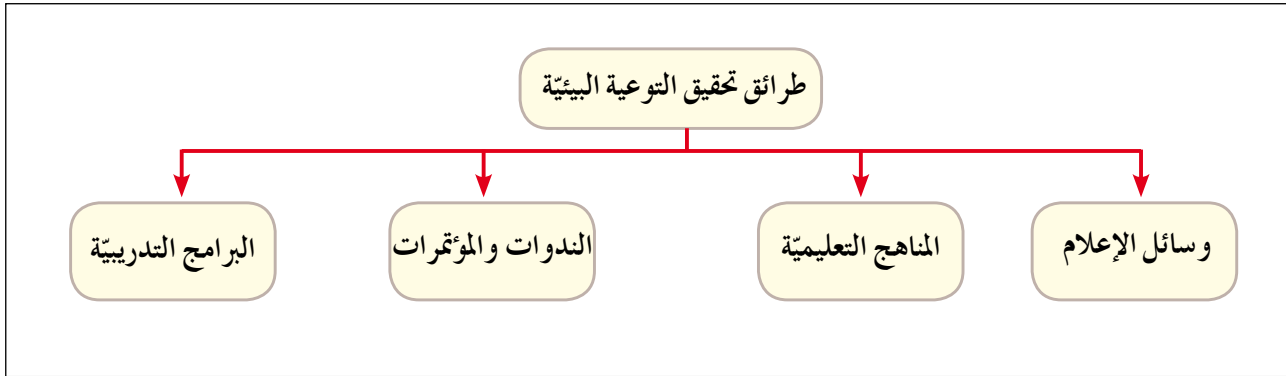 طرائق تحقيق التوعية البيئيّة
وسائل الإعلام
المناهج التعليميّة
الندوات والمؤتمرات
البرامج التدريبيّة